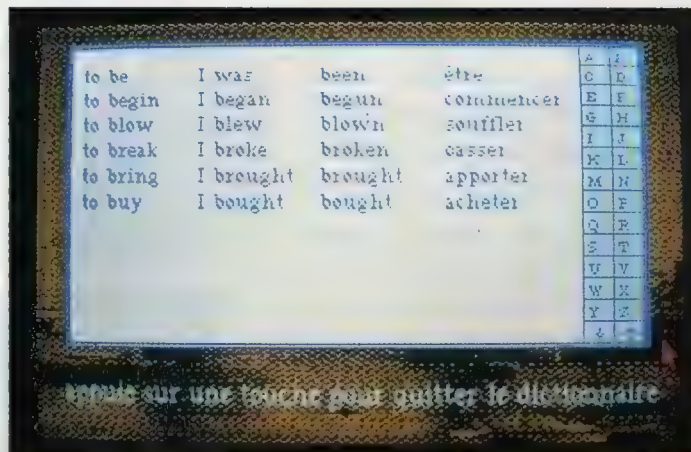 to be I was been être
to begin I began begun commencer
to blow I blew blown souffler
to break I broke broken casser
to bring I brought brought apporter
to buy I bought bought acheter
A
C D
E F
G H
I J
K L
M N
O P
Q R
S T
U V
W X
Y Z
appuie sur une touche pour quitter le dictionnaire